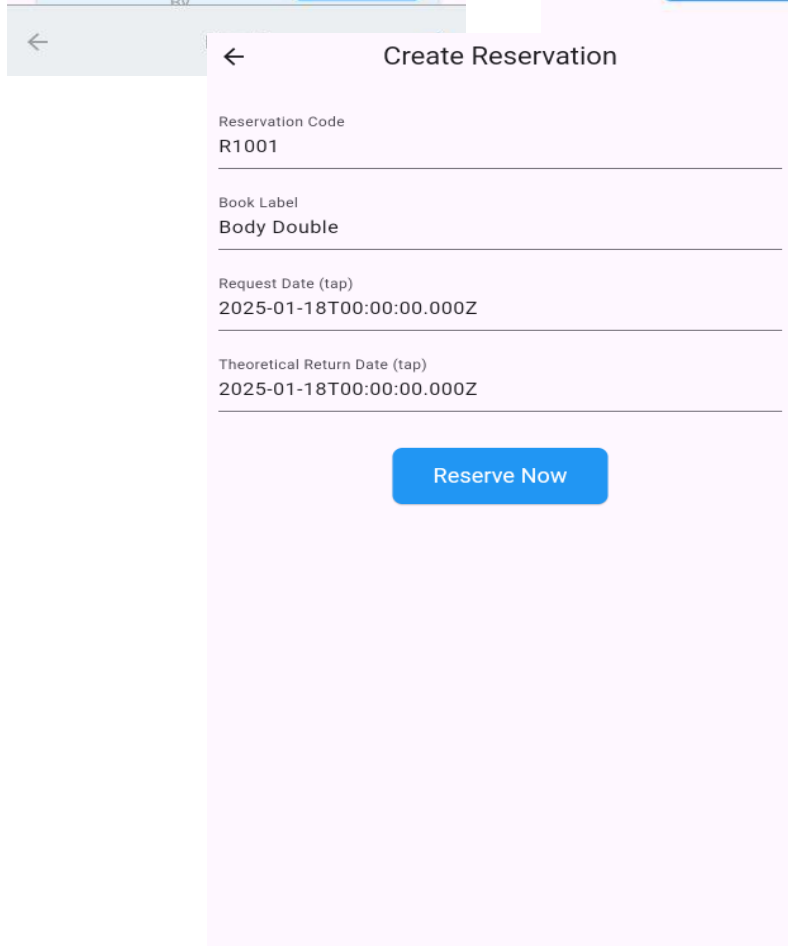 Create Reservation
Reservation Code
R1001
Book Label
Body Double
Request Date (tap)
2025-01-18T00:00:00.000Z
Theoretical Return Date (tap)
2025-01-18T00:00:00.000Z
Reserve Now